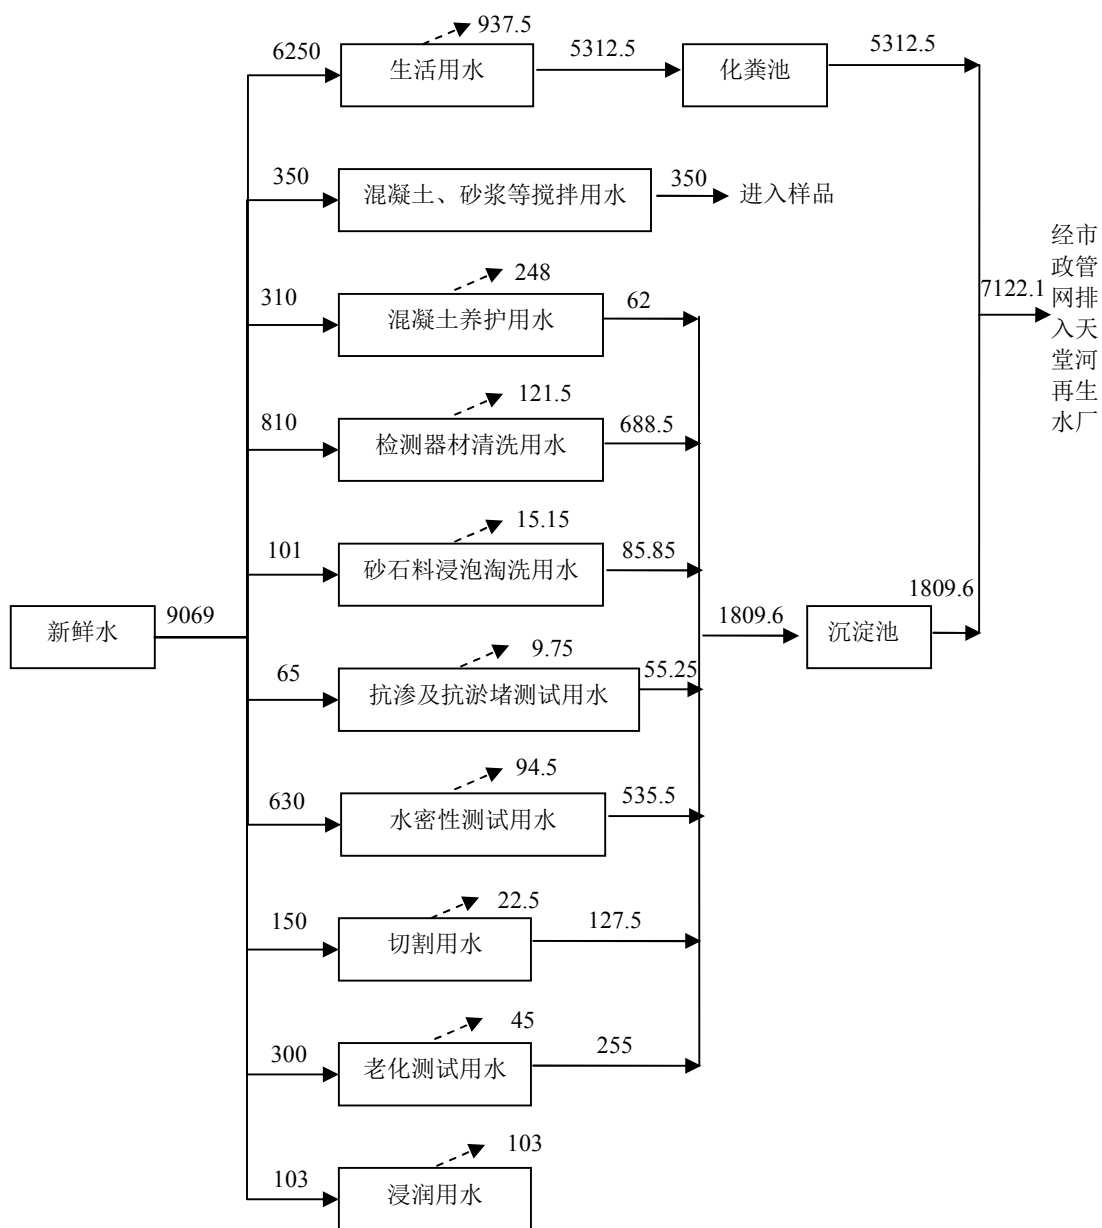 937.5
6250
生活用水
5312.5
化粪池
5312.5
350
混凝土、砂浆等搅拌用水
350
进入样品
经市
政管
网排
入天
堂河
再生
水厂
7122.1
248
310
混凝土养护用水
62
121.5
810
检测器材清洗用水
688.5
15.15
101
砂石料浸泡淘洗用水
85.85
新鲜水
9069
1809.6
沉淀池
1809.6
9.75
65
抗渗及抗淤堵测试用水
55.25
94.5
630
水密性测试用水
535.5
22.5
150
切割用水
127.5
45
300
老化测试用水
255
103
103
浸润用水